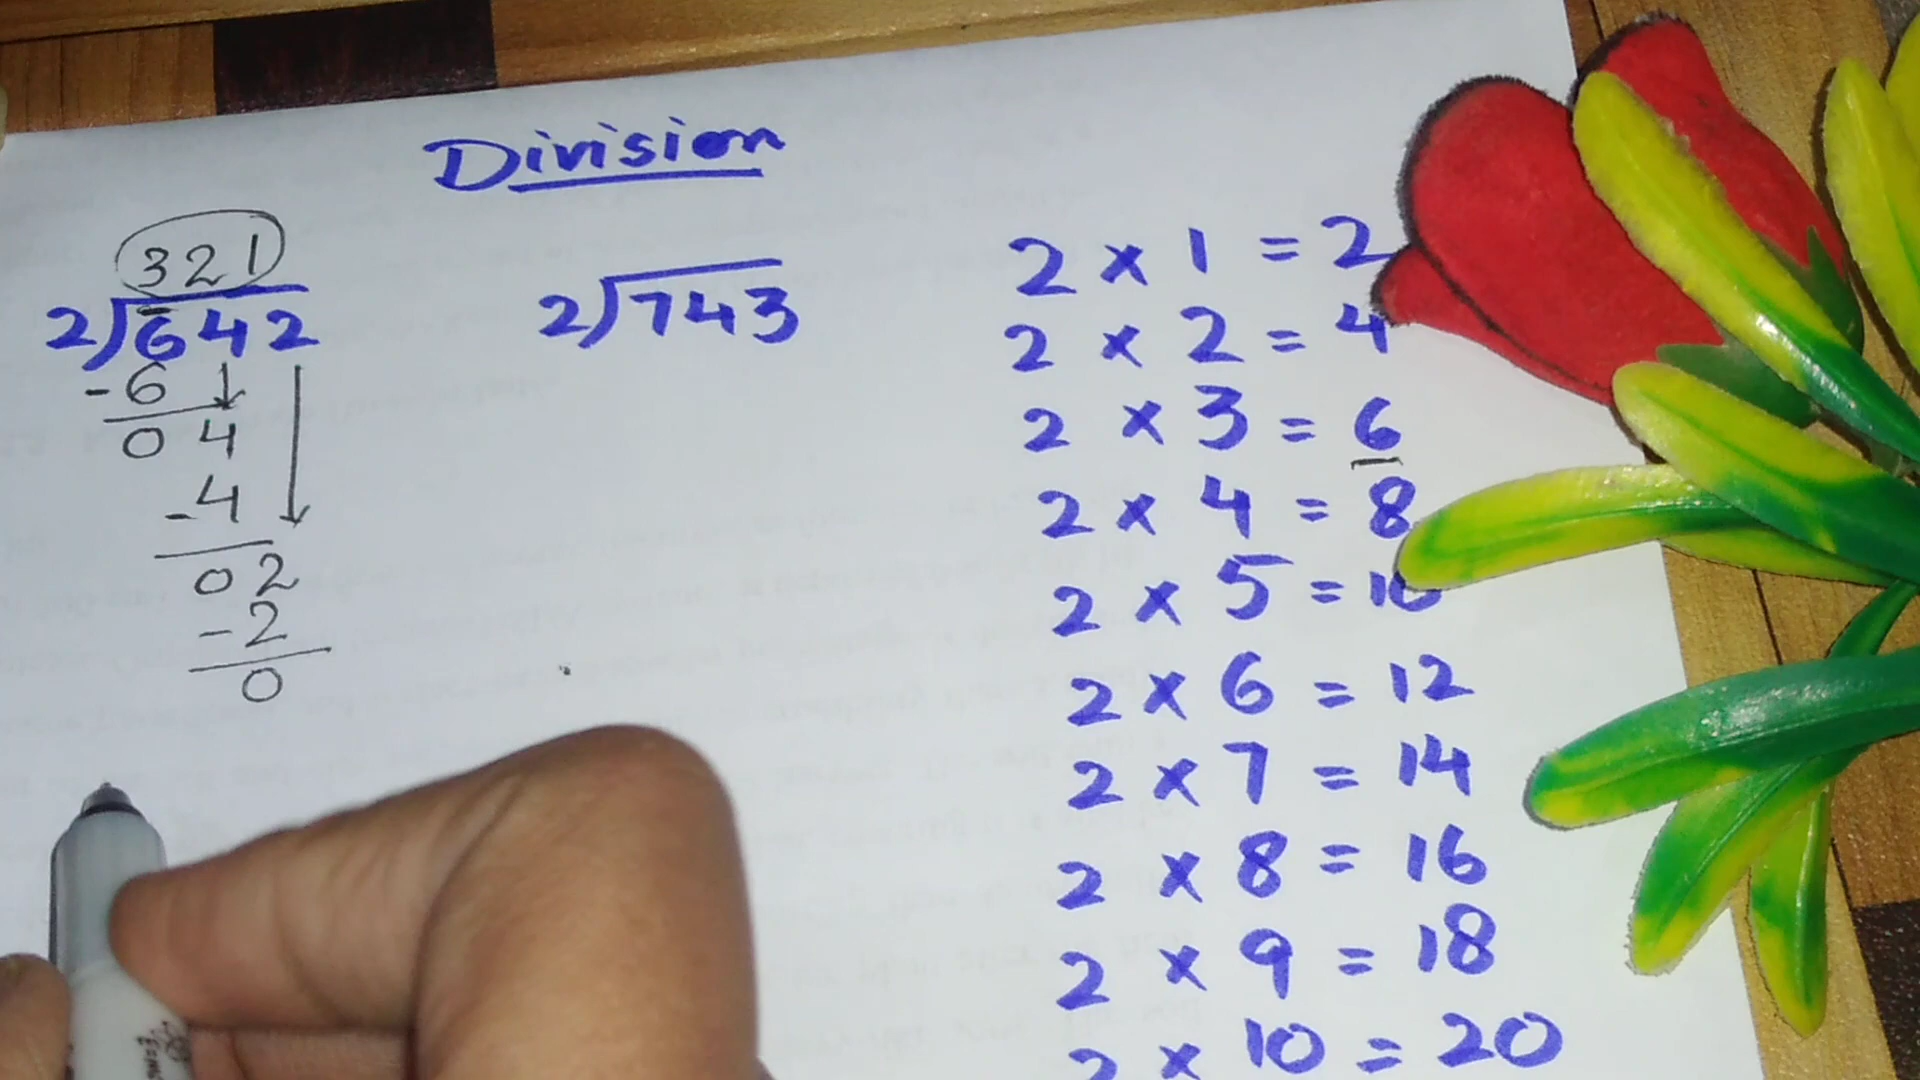 Division
321
2)642
-6
04
-4
02
-2
0
2)743
2 × 1 = 2
2 × 2 = 4
2 × 3 = 6
2 × 4 = 8
2 × 5 = 10
2 × 6 = 12
2 × 7 = 14
2 × 8 = 16
2 × 9 = 18
2 × 10 = 20